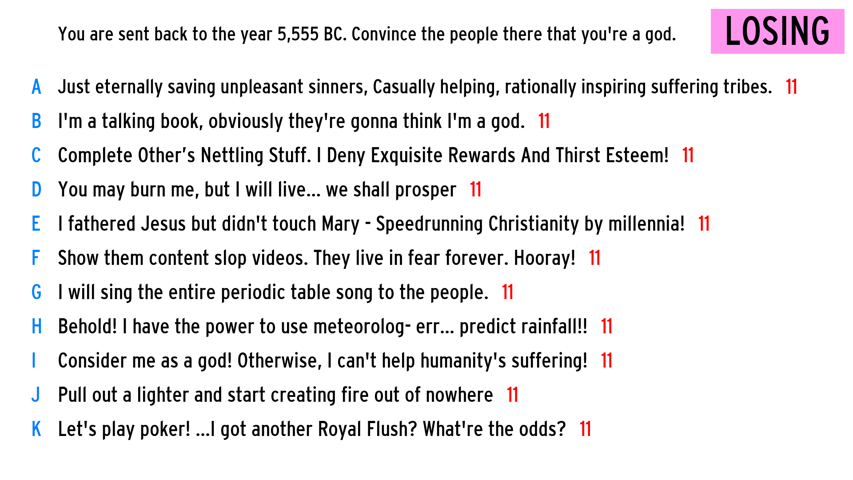 You are sent back to the year 5,555 BC. Convince the people there that you're a god. LOSING
A Just eternally saving unpleasant sinners, Casually helping, rationally inspiring suffering tribes. 11
B I'm a talking book, obviously they're gonna think I'm a god. 11
C Complete Other’s Nettling Stuff. I Deny Exquisite Rewards And Thirst Esteem! 11
D You may burn me, but I will live... we shall prosper 11
E I fathered Jesus but didn't touch Mary - Speedrunning Christianity by millennia! 11
F Show them content slop videos. They live in fear forever. Hooray! 11
G I will sing the entire periodic table song to the people. 11
H Behold! I have the power to use meteorolog- err... predict rainfall!! 11
I Consider me as a god! Otherwise, I can't help humanity's suffering! 11
J Pull out a lighter and start creating fire out of nowhere 11
K Let's play poker! ...I got another Royal Flush? What're the odds? 11